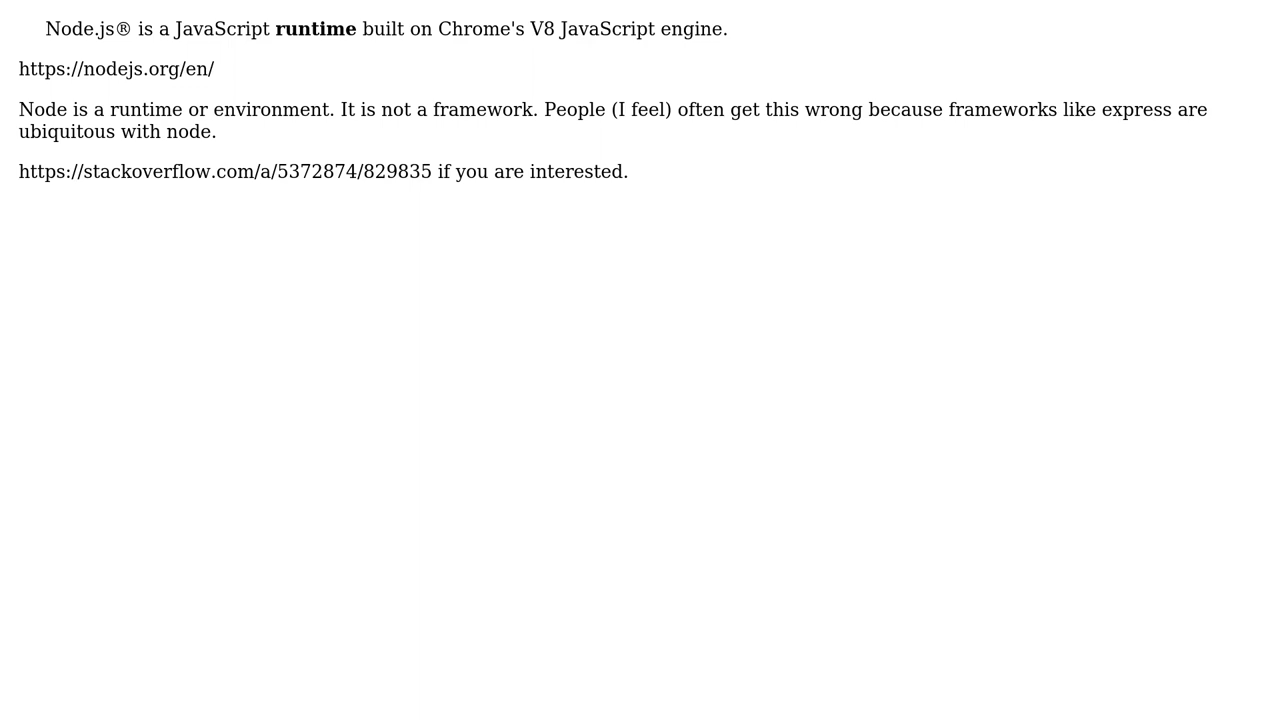 Node.js® is a JavaScript runtime built on Chrome's V8 JavaScript engine.
https://nodejs.org/en/
Node is a runtime or environment. It is not a framework. People (I feel) often get this wrong because frameworks like express are
ubiquitous with node.
https://stackoverflow.com/a/5372874/829835 if you are interested.